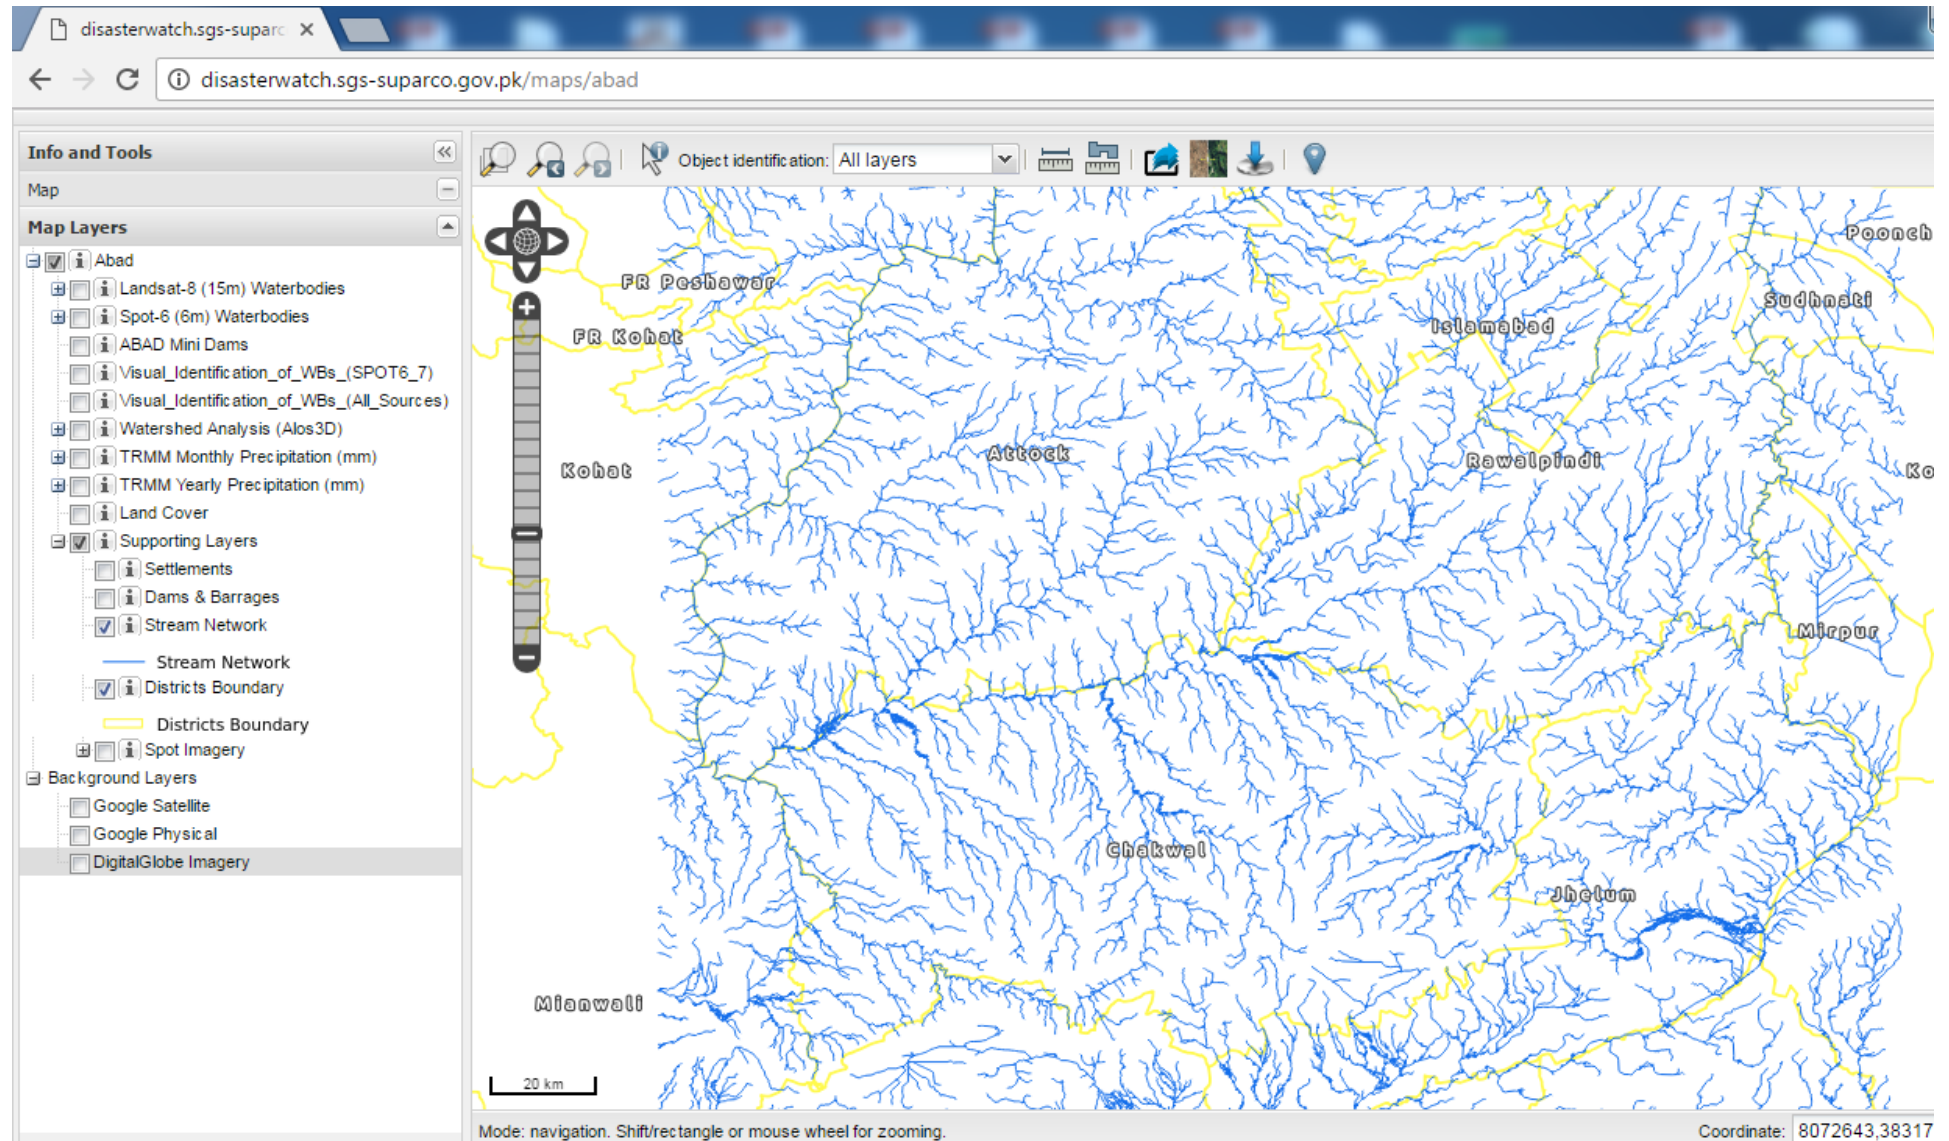 disasterwatch.sgs-suparc
disasterwatch.sgs-suparco.gov.pk/maps/abad
Info and Tools
Map
Map Layers
Abad
Landsat-8 (15m) Waterbodies
Spot-6 (6m) Waterbodies
ABAD Mini Dams
Visual_Identification_of_WBs_(SPOT6_7)
Visual_Identification_of_WBs_(All_Sources)
Watershed Analysis (Alos3D)
TRMM Monthly Precipitation (mm)
TRMM Yearly Precipitation (mm)
Land Cover
Supporting Layers
Settlements
Dams & Barrages
Stream Network
Stream Network
Districts Boundary
Districts Boundary
Spot Imagery
Background Layers
Google Satellite
Google Physical
DigitalGlobe Imagery
Object identification: All layers
Poonch
FR Peshawar
Sudhnati
Islamabad
FR Kohat
Attock
Rawalpindi
Kohat
Ko
Mirpur
Chakwal
Jhelum
Mianwali
20 km
Mode: navigation. Shift/rectangle or mouse wheel for zooming.
Coordinate: 8072643,38317